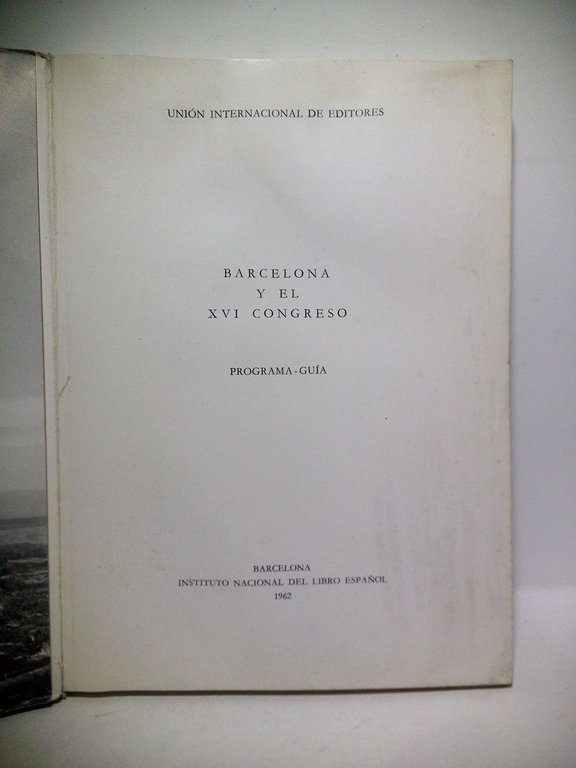 UNIÓN INTERNACIONAL DE EDITORES
BARCELONA
Y EL
XVI CONGRESO
PROGRAMA-GUÍA
BARCELONA
INSTITUTO NACIONAL DEL LIBRO ESPAÑOL
1962